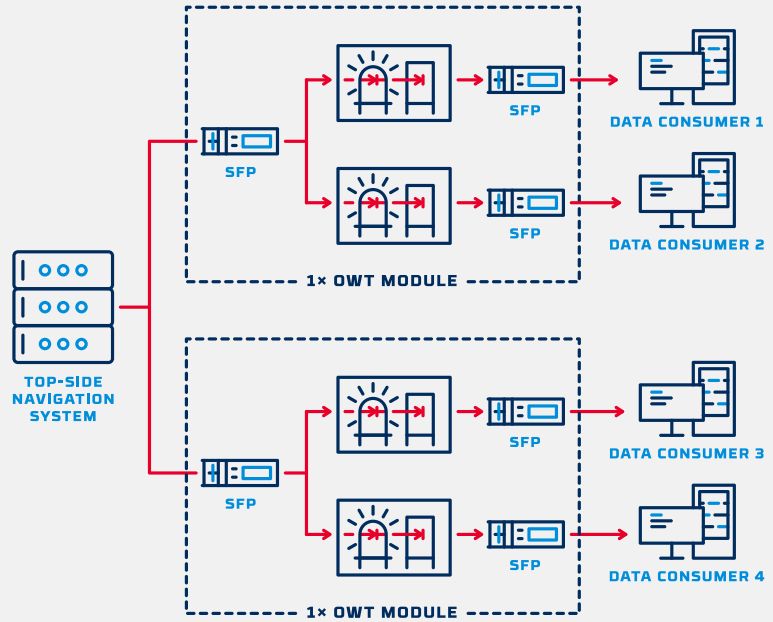 SFP
SFP
DATA CONSUMER 1
SFP
DATA CONSUMER 2
1× OWT MODULE
TOP-SIDE
NAVIGATION
SYSTEM
SFP
SFP
DATA CONSUMER 3
SFP
DATA CONSUMER 4
1× OWT MODULE